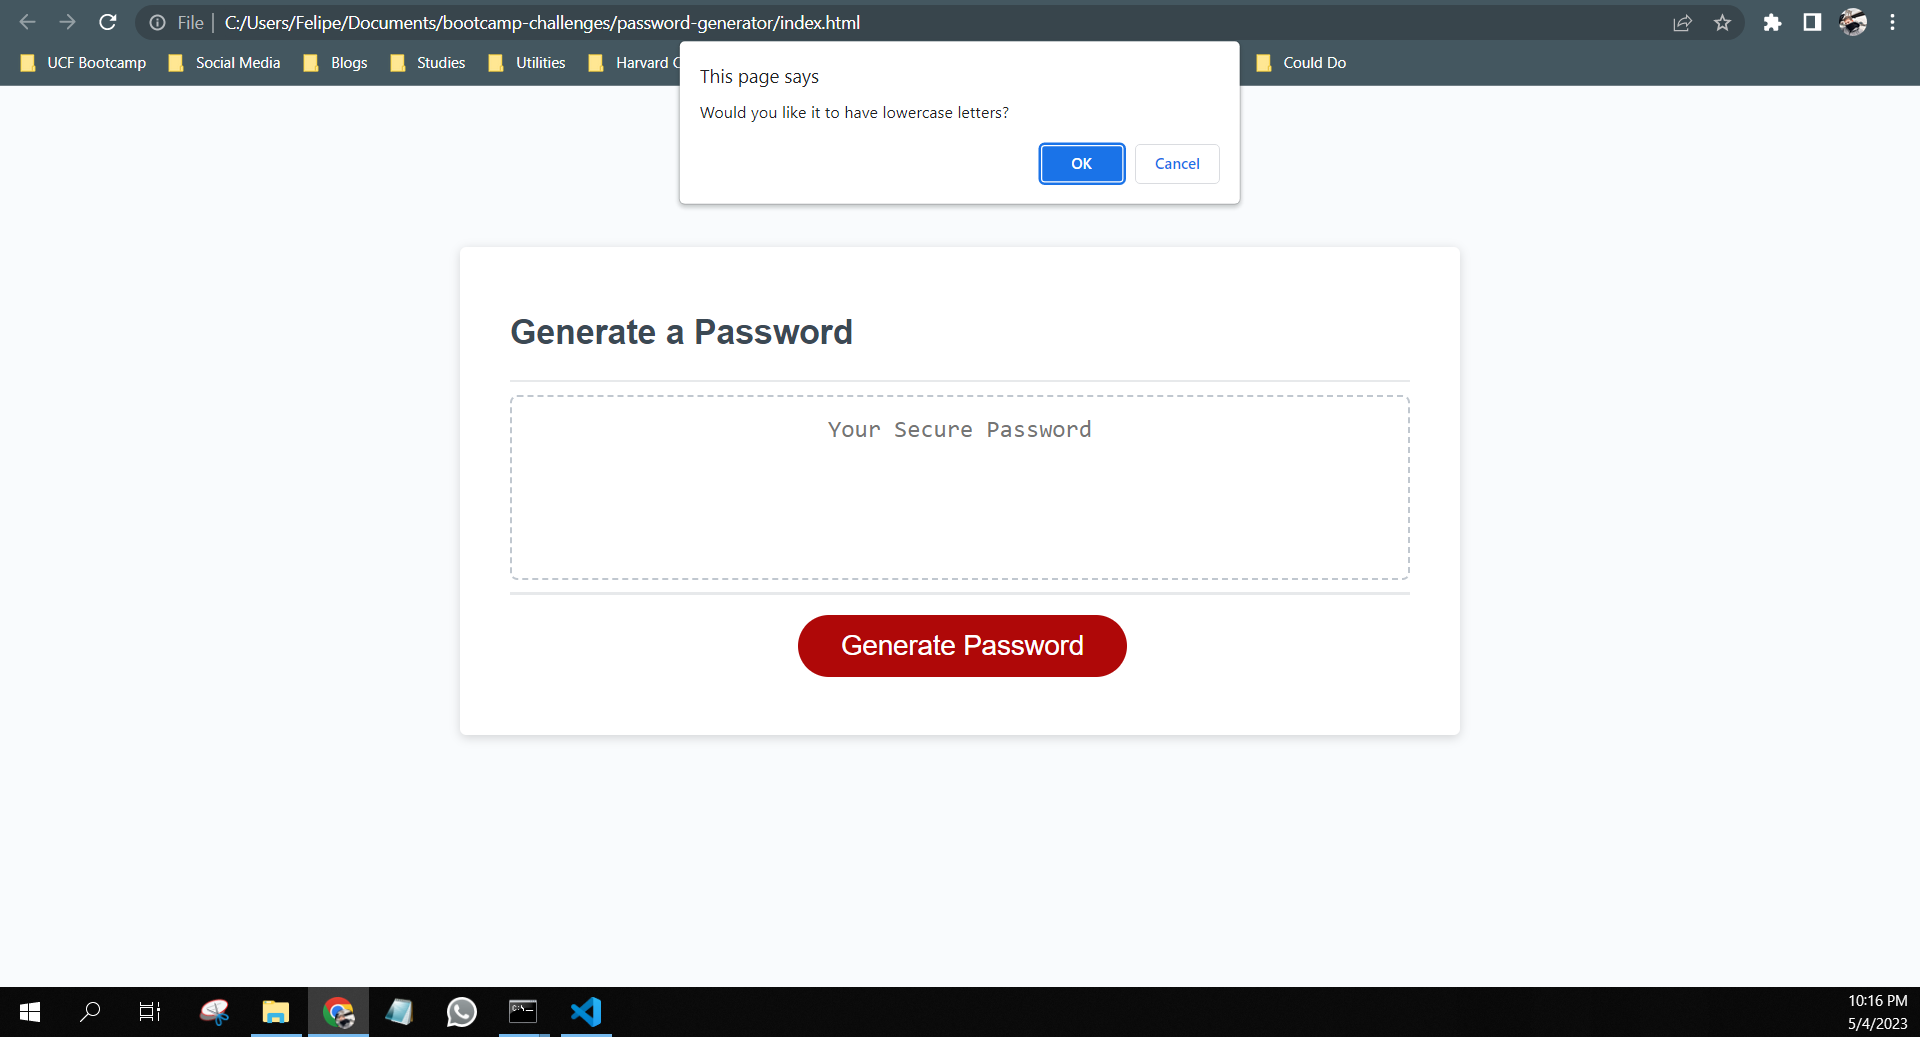 File | C:/Users/Felipe/Documents/bootcamp-challenges/password-generator/index.html
UCF Bootcamp Social Media Blogs Studies Utilities Harvard Could Do
This page says
Would you like it to have lowercase letters?
OK Cancel
Generate a Password
Your Secure Password
Generate Password
10:16 PM
5/4/2023